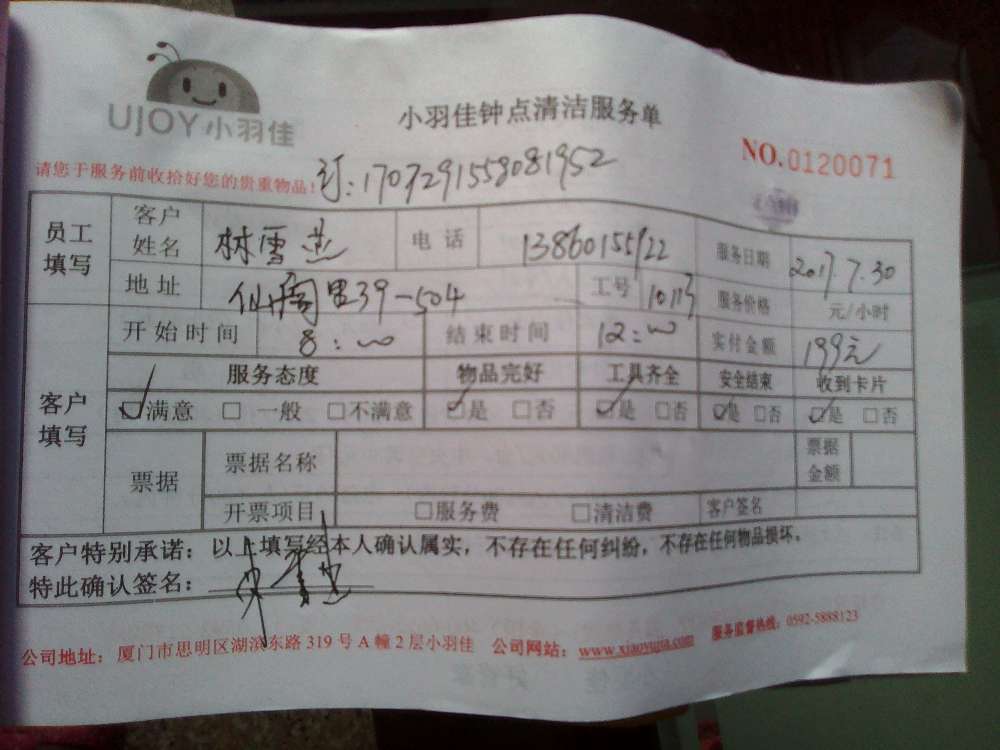 UJOY小羽佳
小羽佳钟点清洁服务单
NO.0120071
请您于服务前收拾好您的贵重物品!
订:1707291558081952
员工填写 客户姓名 林雪 电话 13860155122 服务日期 2017.7.30
地址 仙阁里39-504 工号 服务价格 元/小时
开始时间 8:00 结束时间 12:00 实付金额 199元
客户填写 服务态度 物品完好 工具齐全 安全结束 收到卡片
☑满意 □一般 □不满意 ☑是 □否 ☑是 □否 ☑是 □否 ☑是 □否
票据 票据名称 票据金额
开票项目 □服务费 □清洁费 客户签名
客户特别承诺:以上填写经本人确认属实,不存在任何纠纷,不存在任何物品损坏。
特此确认签名:
公司地址:厦门市思明区湖滨东路319号A幢2层小羽佳 公司网站:www.xiaoyujia.com 服务监督热线:0592-5888123